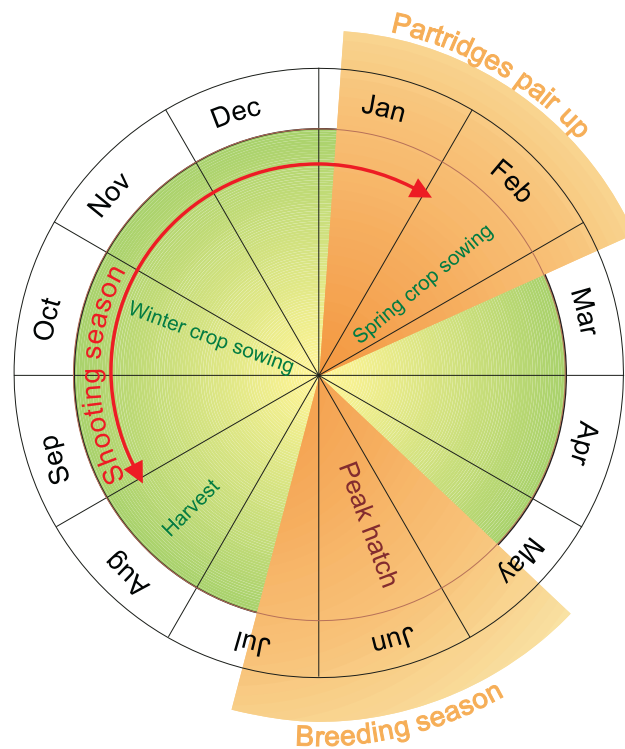 Partridges pair up
Jan
Feb
Mar
Apr
May
Jun
Jul
Aug
Sep
Oct
Nov
Dec
Shooting season
Winter crop sowing
Spring crop sowing
Harvest
Peak hatch
Breeding season